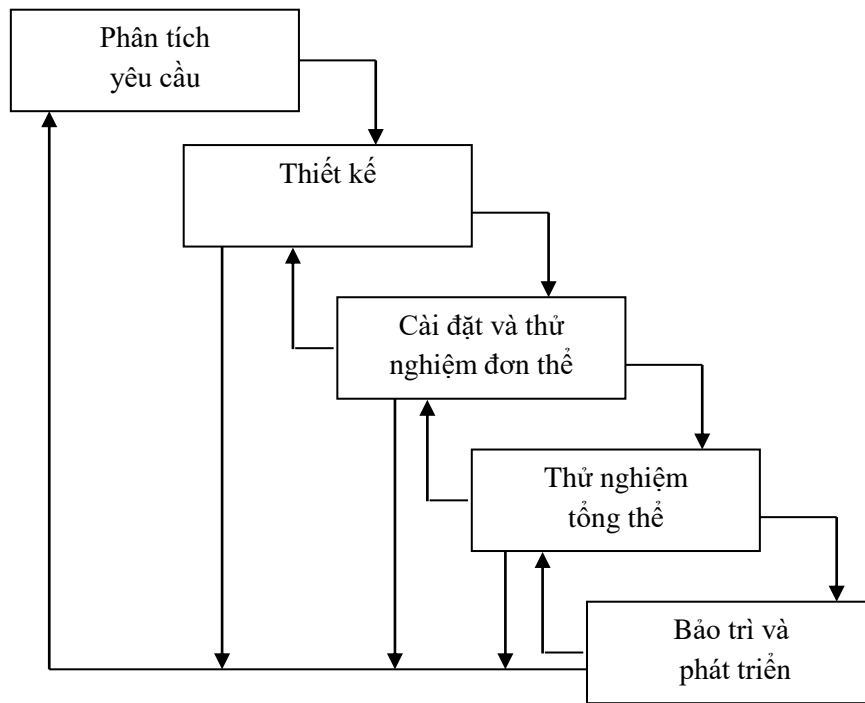 Phân tích
yêu cầu
Thiết kế
Cài đặt và thử
nghiệm đơn thể
Thử nghiệm
tổng thể
Bảo trì và
phát triển